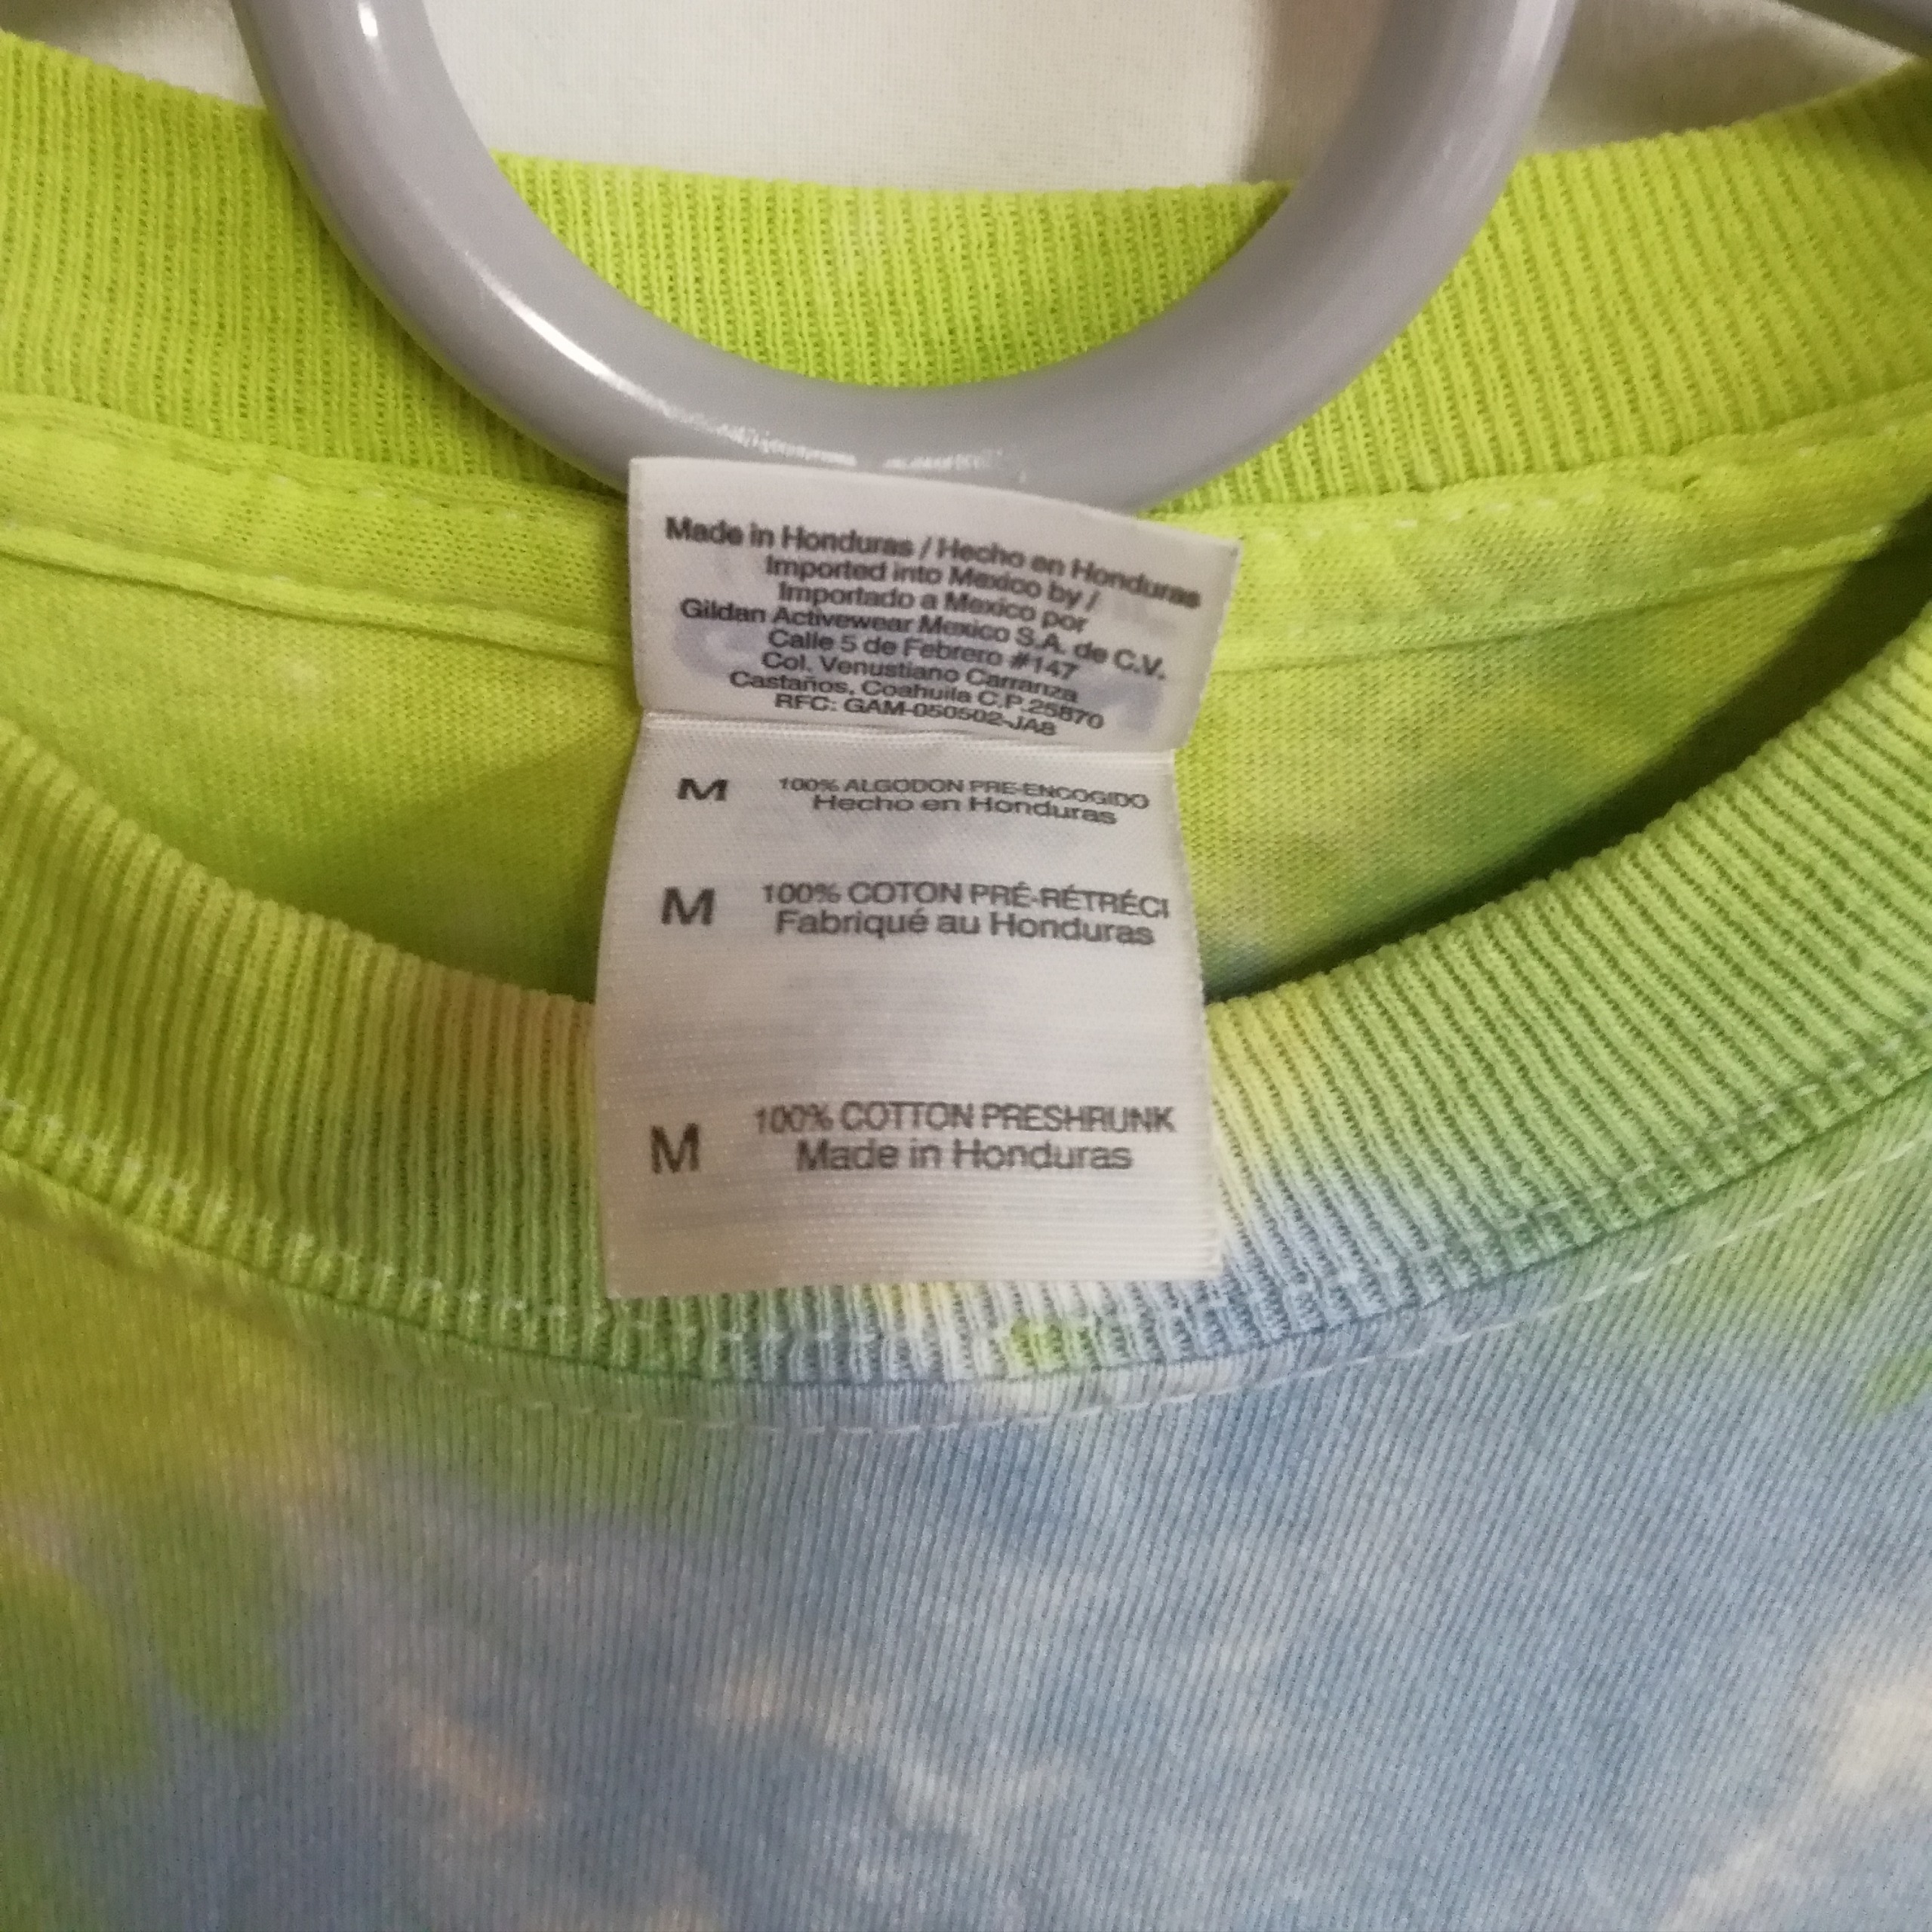 Made in Honduras / Hecho en Honduras
Imported into Mexico by /
Importado a Mexico por
Gildan Activewear Mexico S.A. de C.V.
Calle 5 de Febrero #147
Col. Venustiano Carranza
Castaños, Coahuila C.P.25870
RFC: GAM-050502-JA8
M 100% ALGODON PRE-ENCOGIDO
Hecho en Honduras
M 100% COTON PRÉ-RÉTRÉCI
Fabriqué au Honduras
M 100% COTTON PRESHRUNK
Made in Honduras